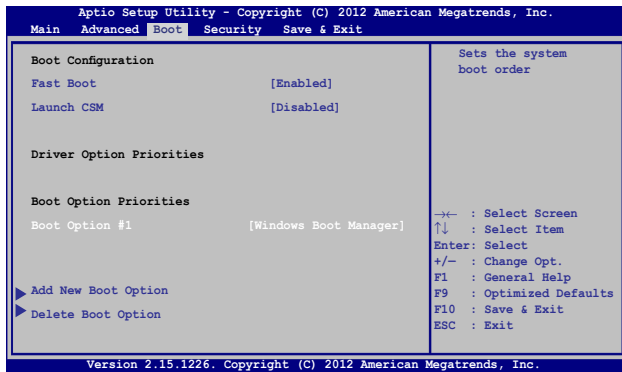 Aptio Setup Utility - Copyright (C) 2012 American Megatrends, Inc.
Main Advanced Boot Security Save & Exit
Boot Configuration
Fast Boot [Enabled]
Launch CSM [Disabled]
Driver Option Priorities
Boot Option Priorities
Boot Option #1 [Windows Boot Manager]
Add New Boot Option
Delete Boot Option
Sets the system
boot order
→← : Select Screen
↑↓ : Select Item
Enter: Select
+/— : Change Opt.
F1 : General Help
F9 : Optimized Defaults
F10 : Save & Exit
ESC : Exit
Version 2.15.1226. Copyright (C) 2012 American Megatrends, Inc.